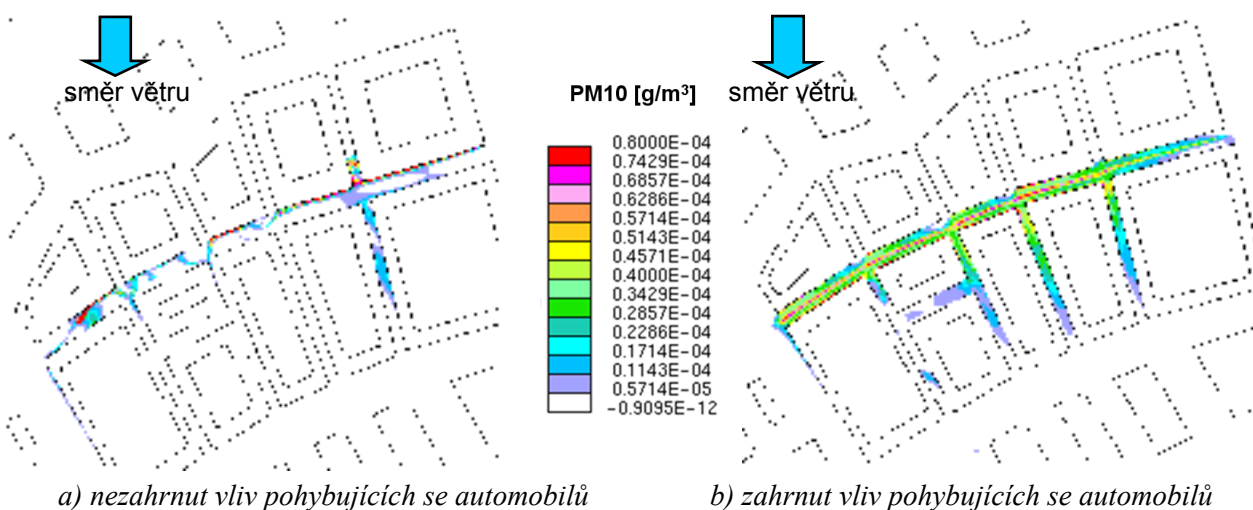 směr větru
PM10 [g/m³]
směr větru
0.8000E-04
0.7429E-04
0.6857E-04
0.6286E-04
0.5714E-04
0.5143E-04
0.4571E-04
0.4000E-04
0.3429E-04
0.2857E-04
0.2286E-04
0.1714E-04
0.1143E-04
0.5714E-05
-0.9095E-12
a) nezahrnut vliv pohybujících se automobilů
b) zahrnut vliv pohybujících se automobilů